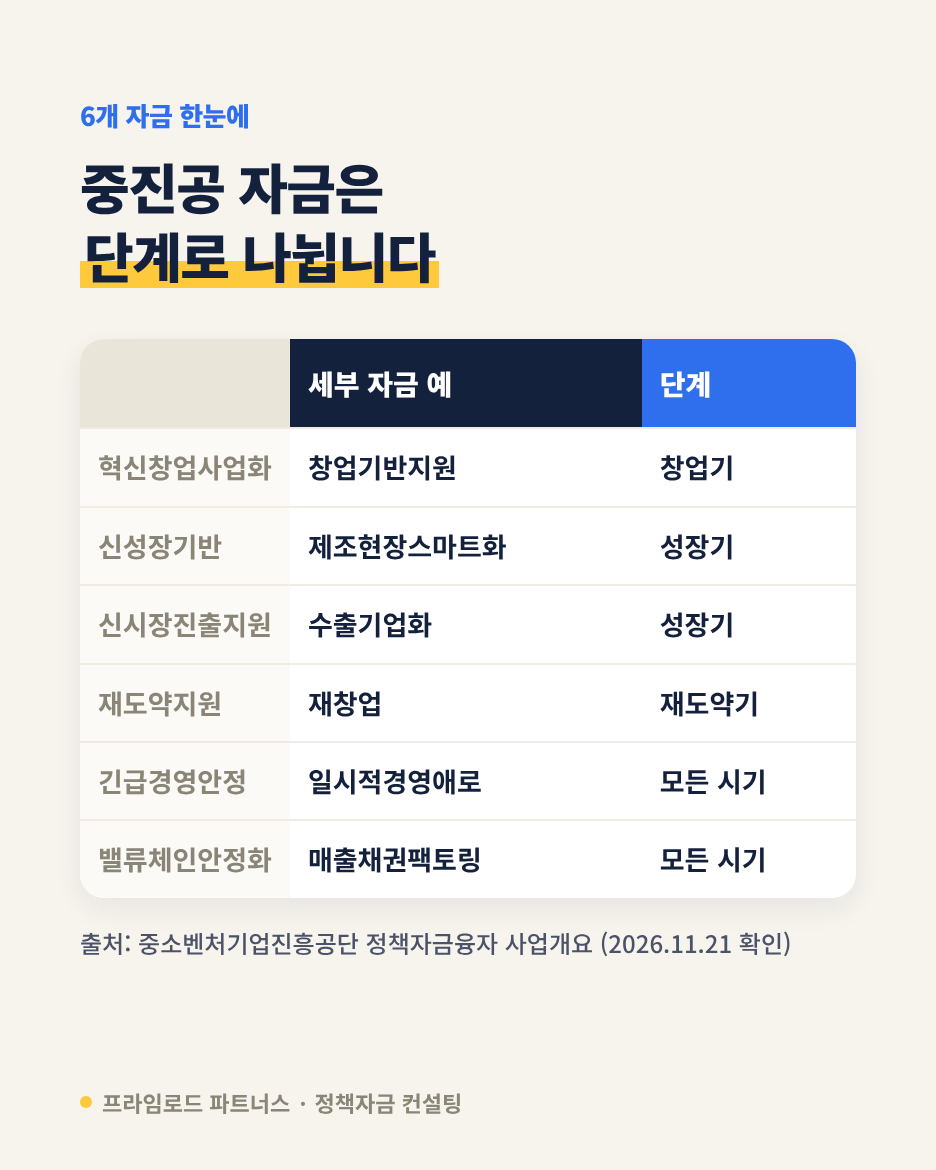 6개 자금 한눈에
중진공 자금은
단계로 나뉩니다
세부 자금 예 단계
혁신창업사업화 창업기반지원 창업기
신성장기반 제조현장스마트화 성장기
신시장진출지원 수출기업화 성장기
재도약지원 재창업 재도약기
긴급경영안정 일시적경영애로 모든 시기
밸류체인안정화 매출채권팩토링 모든 시기
출처: 중소벤처기업진흥공단 정책자금융자 사업개요 (2026.11.21 확인)
프라임로드 파트너스 · 정책자금 컨설팅